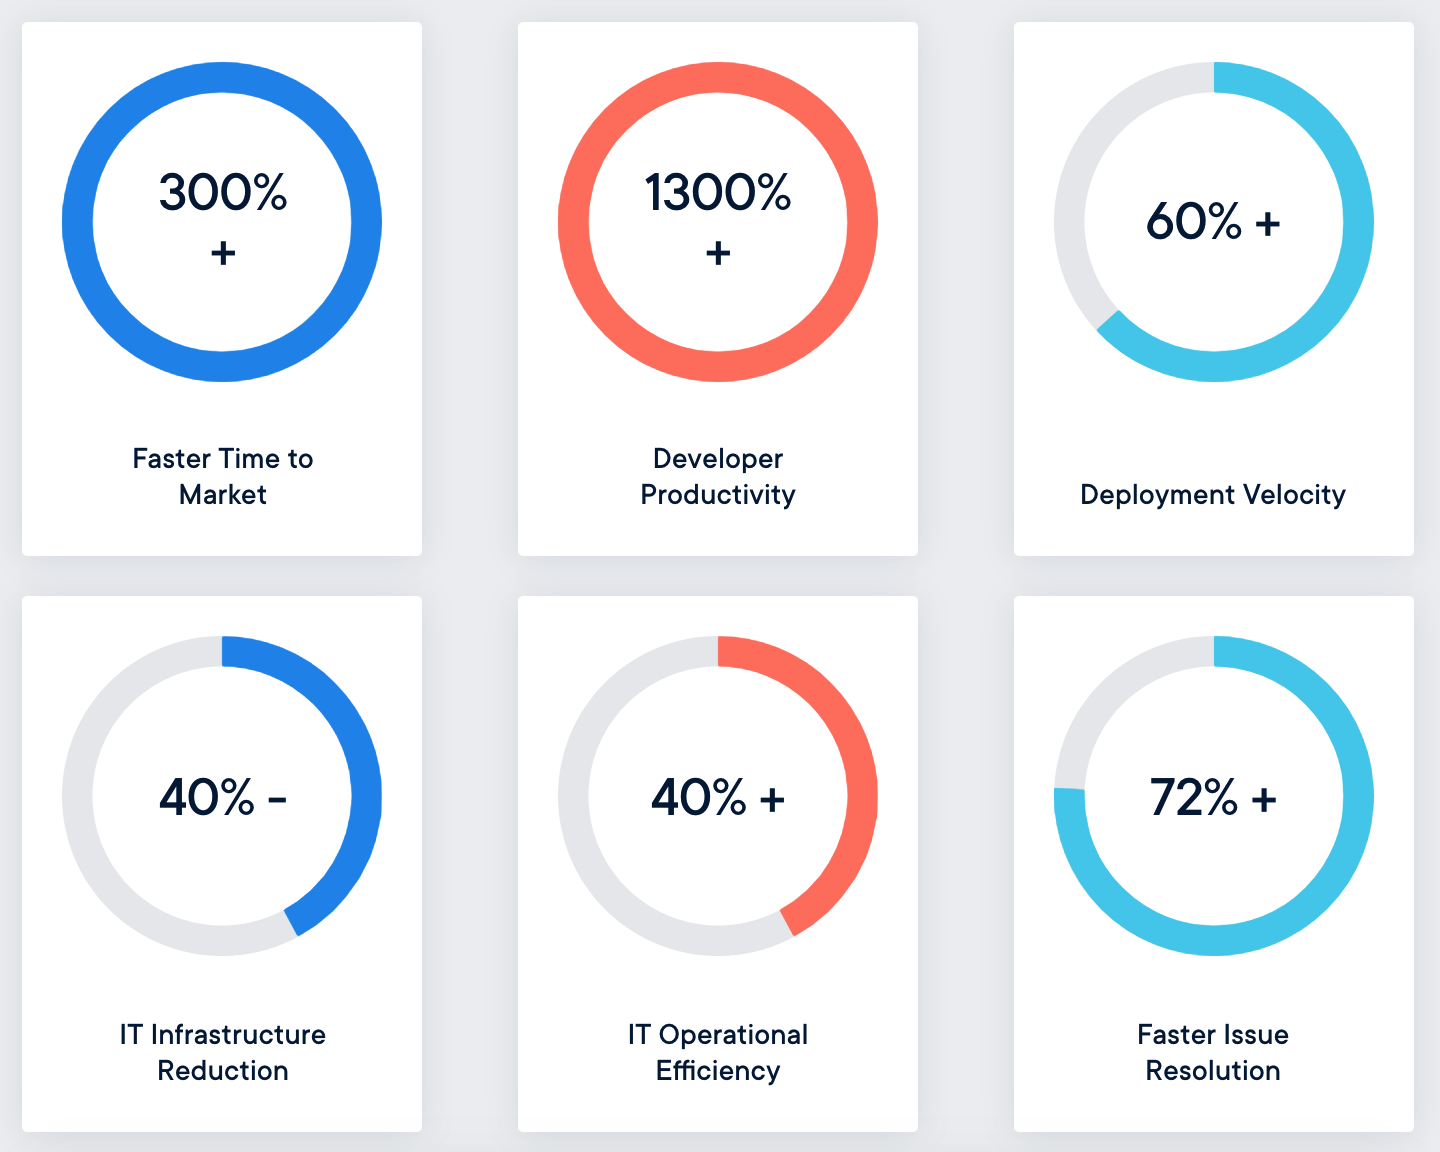 300%
+
Faster Time to
Market
1300%
+
Developer
Productivity
60% +
Deployment Velocity
40% -
IT Infrastructure
Reduction
40% +
IT Operational
Efficiency
72% +
Faster Issue
Resolution